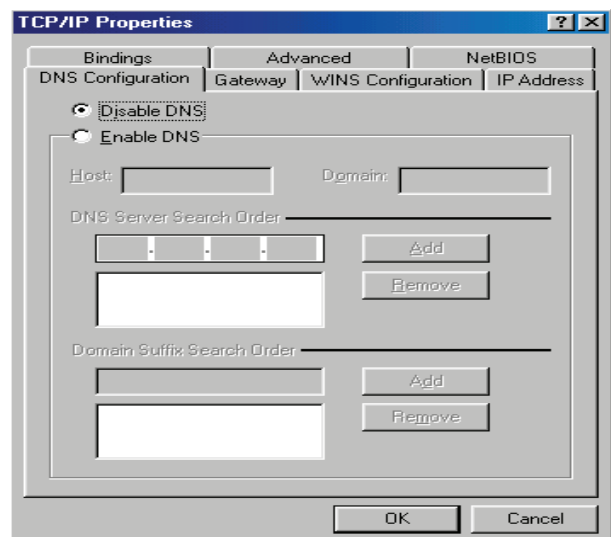 TCP/IP Properties
Bindings Advanced NetBIOS
DNS Configuration Gateway WINS Configuration IP Address
Disable DNS
Enable DNS
Host: Domain:
DNS Server Search Order
Add
Remove
Domain Suffix Search Order
Add
Remove
OK Cancel